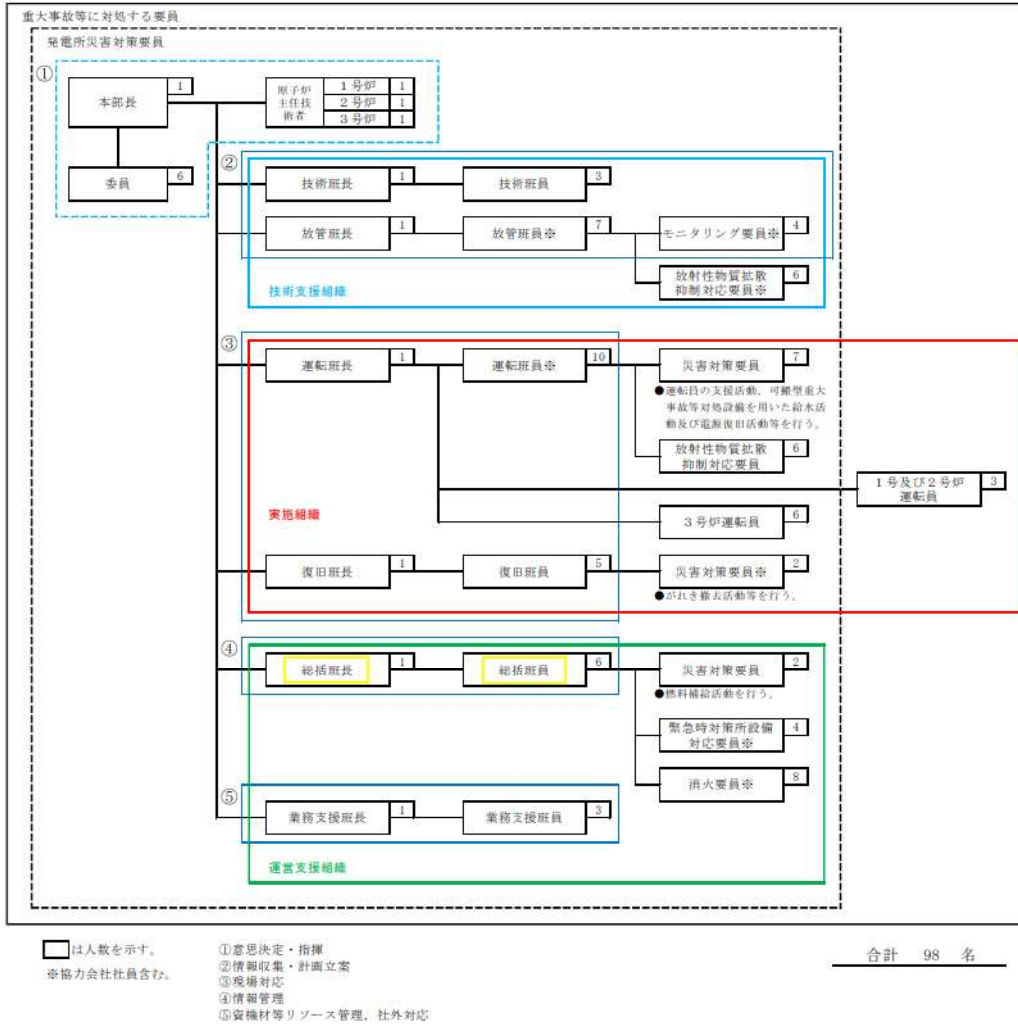 重大事故等に対処する要員
発電所災害対策要員
①
本部長
1
原子炉
主任技
術者
1号炉
1
2号炉
1
3号炉
1
委員
6
②
技術班長
1
技術班員
3
放管班長
1
放管班員※
7
モニタリング要員※
4
放射性物質拡散
抑制対応要員※
6
技術支援組織
③
運転班長
1
運転班員※
10
災害対策要員
7
●運転員の支援活動、可搬型重大
事故等対処設備を用いた給水活
動及び電源復旧活動等を行う。
放射性物質拡散
抑制対応要員
6
1号及び2号炉
運転員
3
3号炉運転員
6
実施組織
復旧班長
1
復旧班員
5
災害対策要員※
2
●がれき撤去活動等を行う。
④
総括班長
1
総括班員
6
災害対策要員
2
●燃料補給活動を行う。
緊急時対策所設備
対応要員※
4
消火要員※
8
⑤
業務支援班長
1
業務支援班員
3
運営支援組織
は人数を示す。
※協力会社社員含む。
①意思決定・指揮
②情報収集・計画立案
③現場対応
④情報管理
⑤資機材等リソース管理、社外対応
合計 98 名